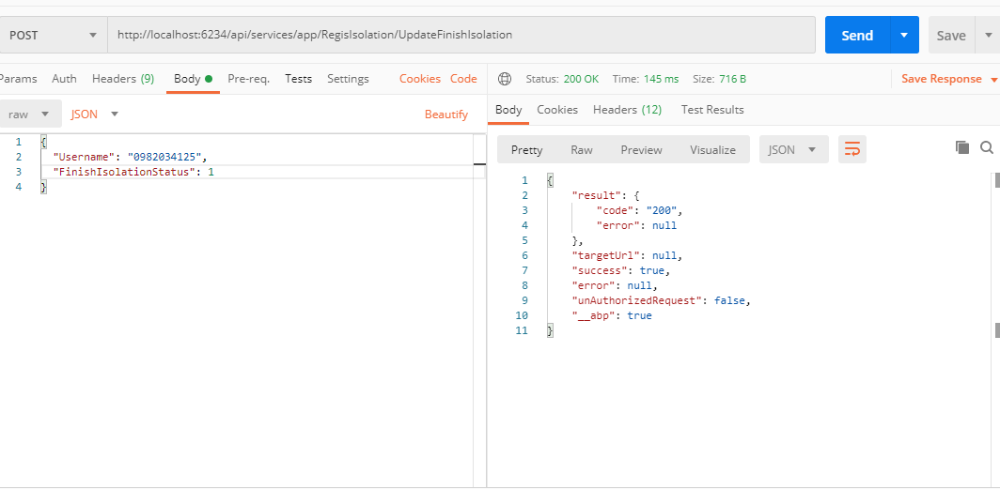 POST
http://localhost:6234/api/services/app/RegisIsolation/UpdateFinishIsolation
Send
Save
Params Auth Headers (9) Body Pre-req. Tests Settings Cookies Code
raw JSON Beautify
1 {
2 "Username": "0982034125",
3 "FinishIsolationStatus": 1
4 }
Status: 200 OK Time: 145 ms Size: 716 B Save Response
Body Cookies Headers (12) Test Results
Pretty Raw Preview Visualize JSON
1 {
2 "result": {
3 "code": "200",
4 "error": null
5 },
6 "targetUrl": null,
7 "success": true,
8 "error": null,
9 "unAuthorizedRequest": false,
10 "__abp": true
11 }